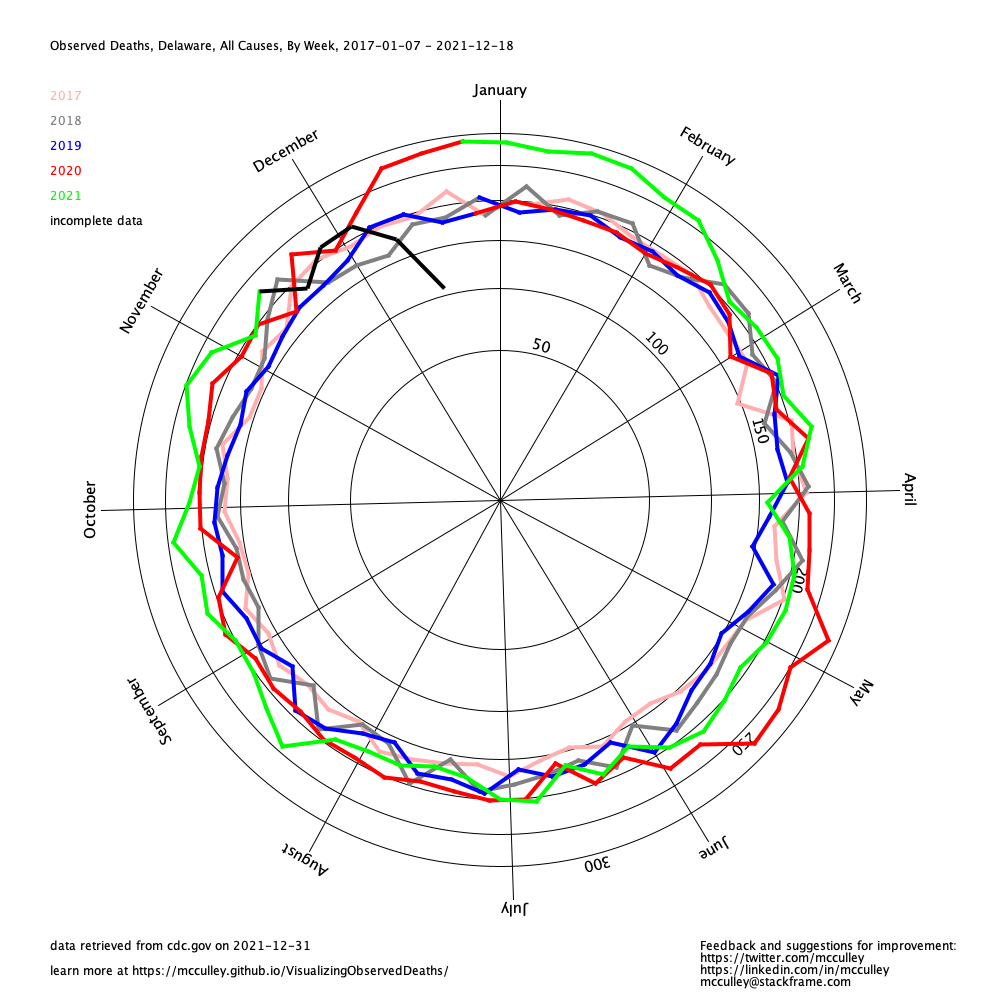 Observed Deaths, Delaware, All Causes, By Week, 2017-01-07 - 2021-12-18
2017
2018
2019
2020
2021
incomplete data
January
February
March
April
May
June
July
August
September
October
November
December
50
100
150
200
250
300
data retrieved from cdc.gov on 2021-12-31
learn more at https://mcculley.github.io/VisualizingObservedDeaths/
Feedback and suggestions for improvement:
https://twitter.com/mcculley
https://linkedin.com/in/mcculley
mcculley@stackframe.com